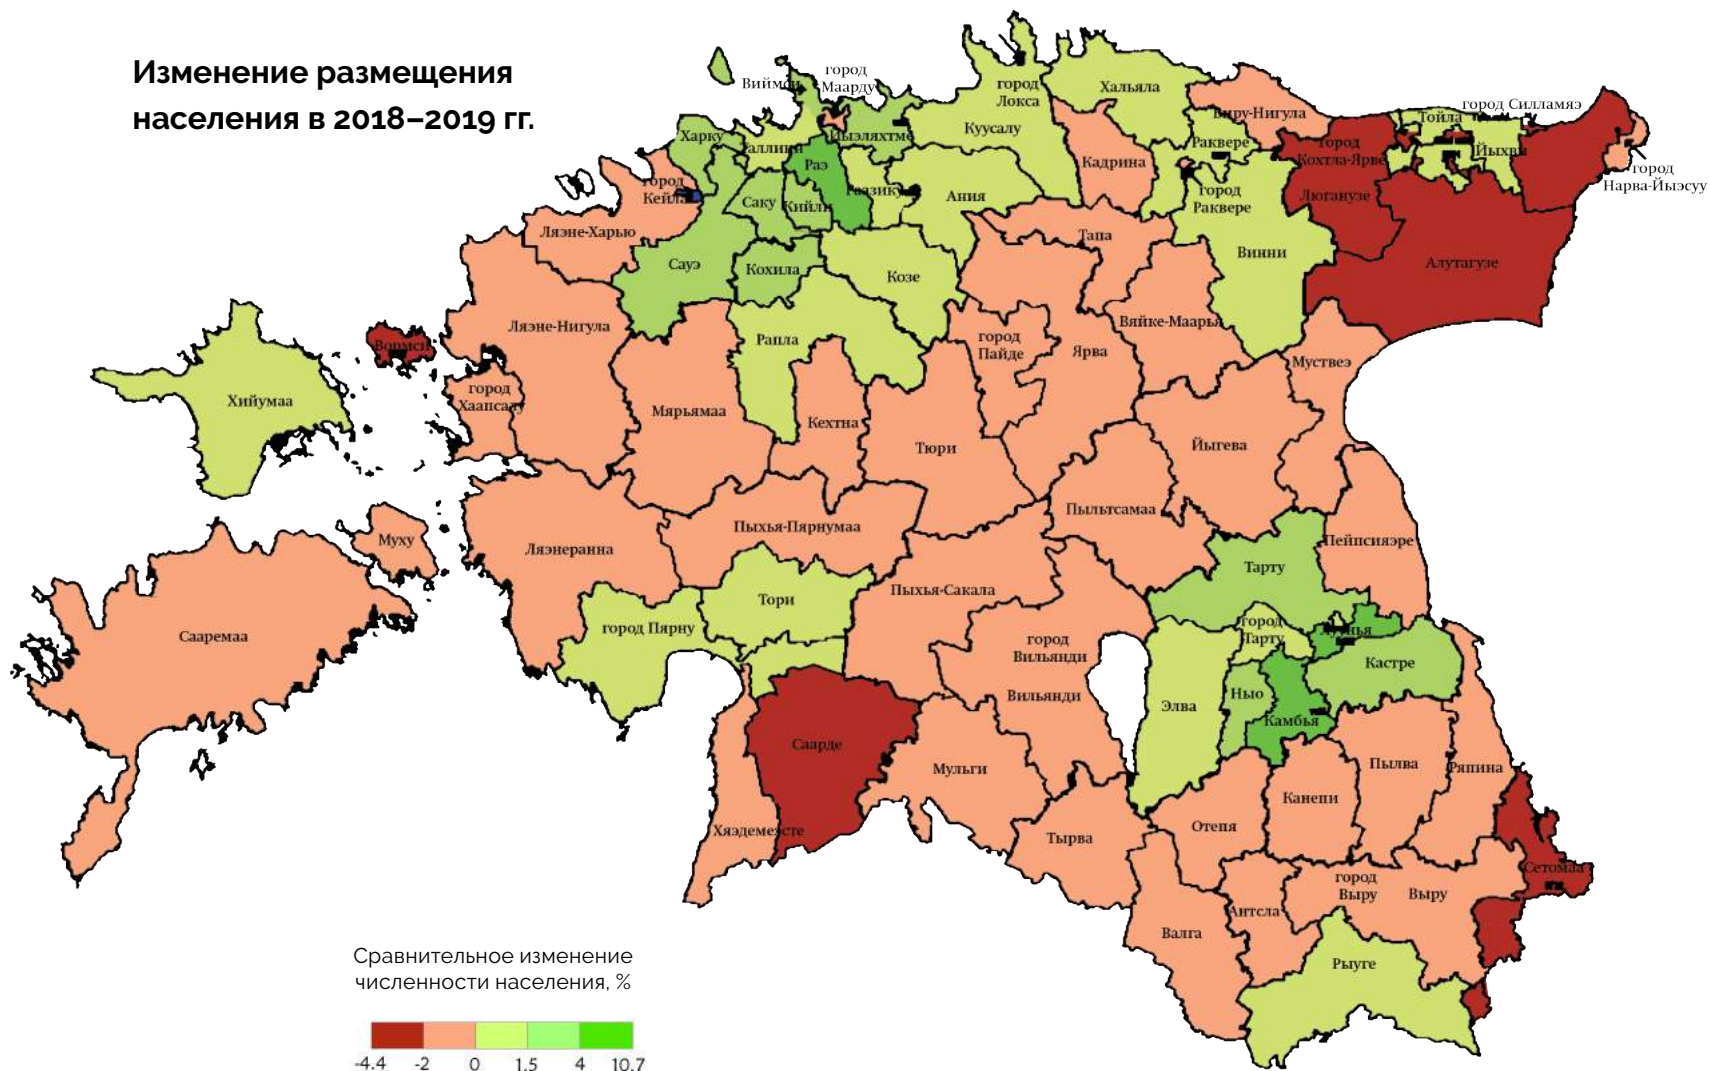 Изменение размещения
населения в 2018–2019 гг.
Виймси
город
Маарду
Йыэляхтме
Харку
Таллинн
Раэ
Раазику
город
Кейла
Саку
Кийли
Ляэне-Харью
Сауэ
Кохила
Козе
Ания
Куусалу
город
Локса
Хальяла
Кадрина
Тапа
Виру-Нигула
Раквере
город
Раквере
Винни
город
Кохтла-Ярве
Люганузе
Тойла
город Силламяэ
Йыхви
город
Нарва-Йыэсуу
Алутагузе
Ляэне-Нигула
Вормси
Хийумаа
город
Хаапсалу
Рапла
Мярьямаа
Кехтна
Тюри
город
Пайде
Ярва
Вяйке-Маарья
Муствеэ
Йыгева
Пыльтсамаа
Пейпсияэре
Муху
Сааремаа
Ляэнеранна
Пыхья-Пярнумаа
Тори
город Пярну
Пыхья-Сакала
город
Вильянди
Вильянди
Тарту
город
Тарту
Луунья
Кастре
Элва
Ныо
Камбья
Саарде
Хяэдемеэсте
Мульги
Тырва
Отепя
Канепи
Пылва
Ряпина
Сетомаа
город
Выру
Выру
Антсла
Валга
Рыуге
Сравнительное изменение
численности населения, %
-4.4 -2 0 1.5 4 10.7